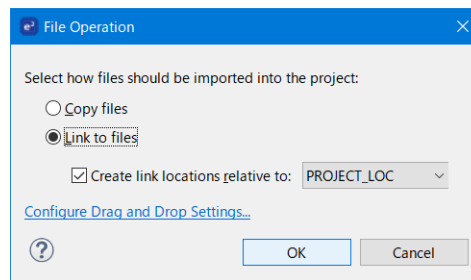 e² File Operation
Select how files should be imported into the project:
Copy files
Link to files
Create link locations relative to: PROJECT_LOC
Configure Drag and Drop Settings...
? OK Cancel